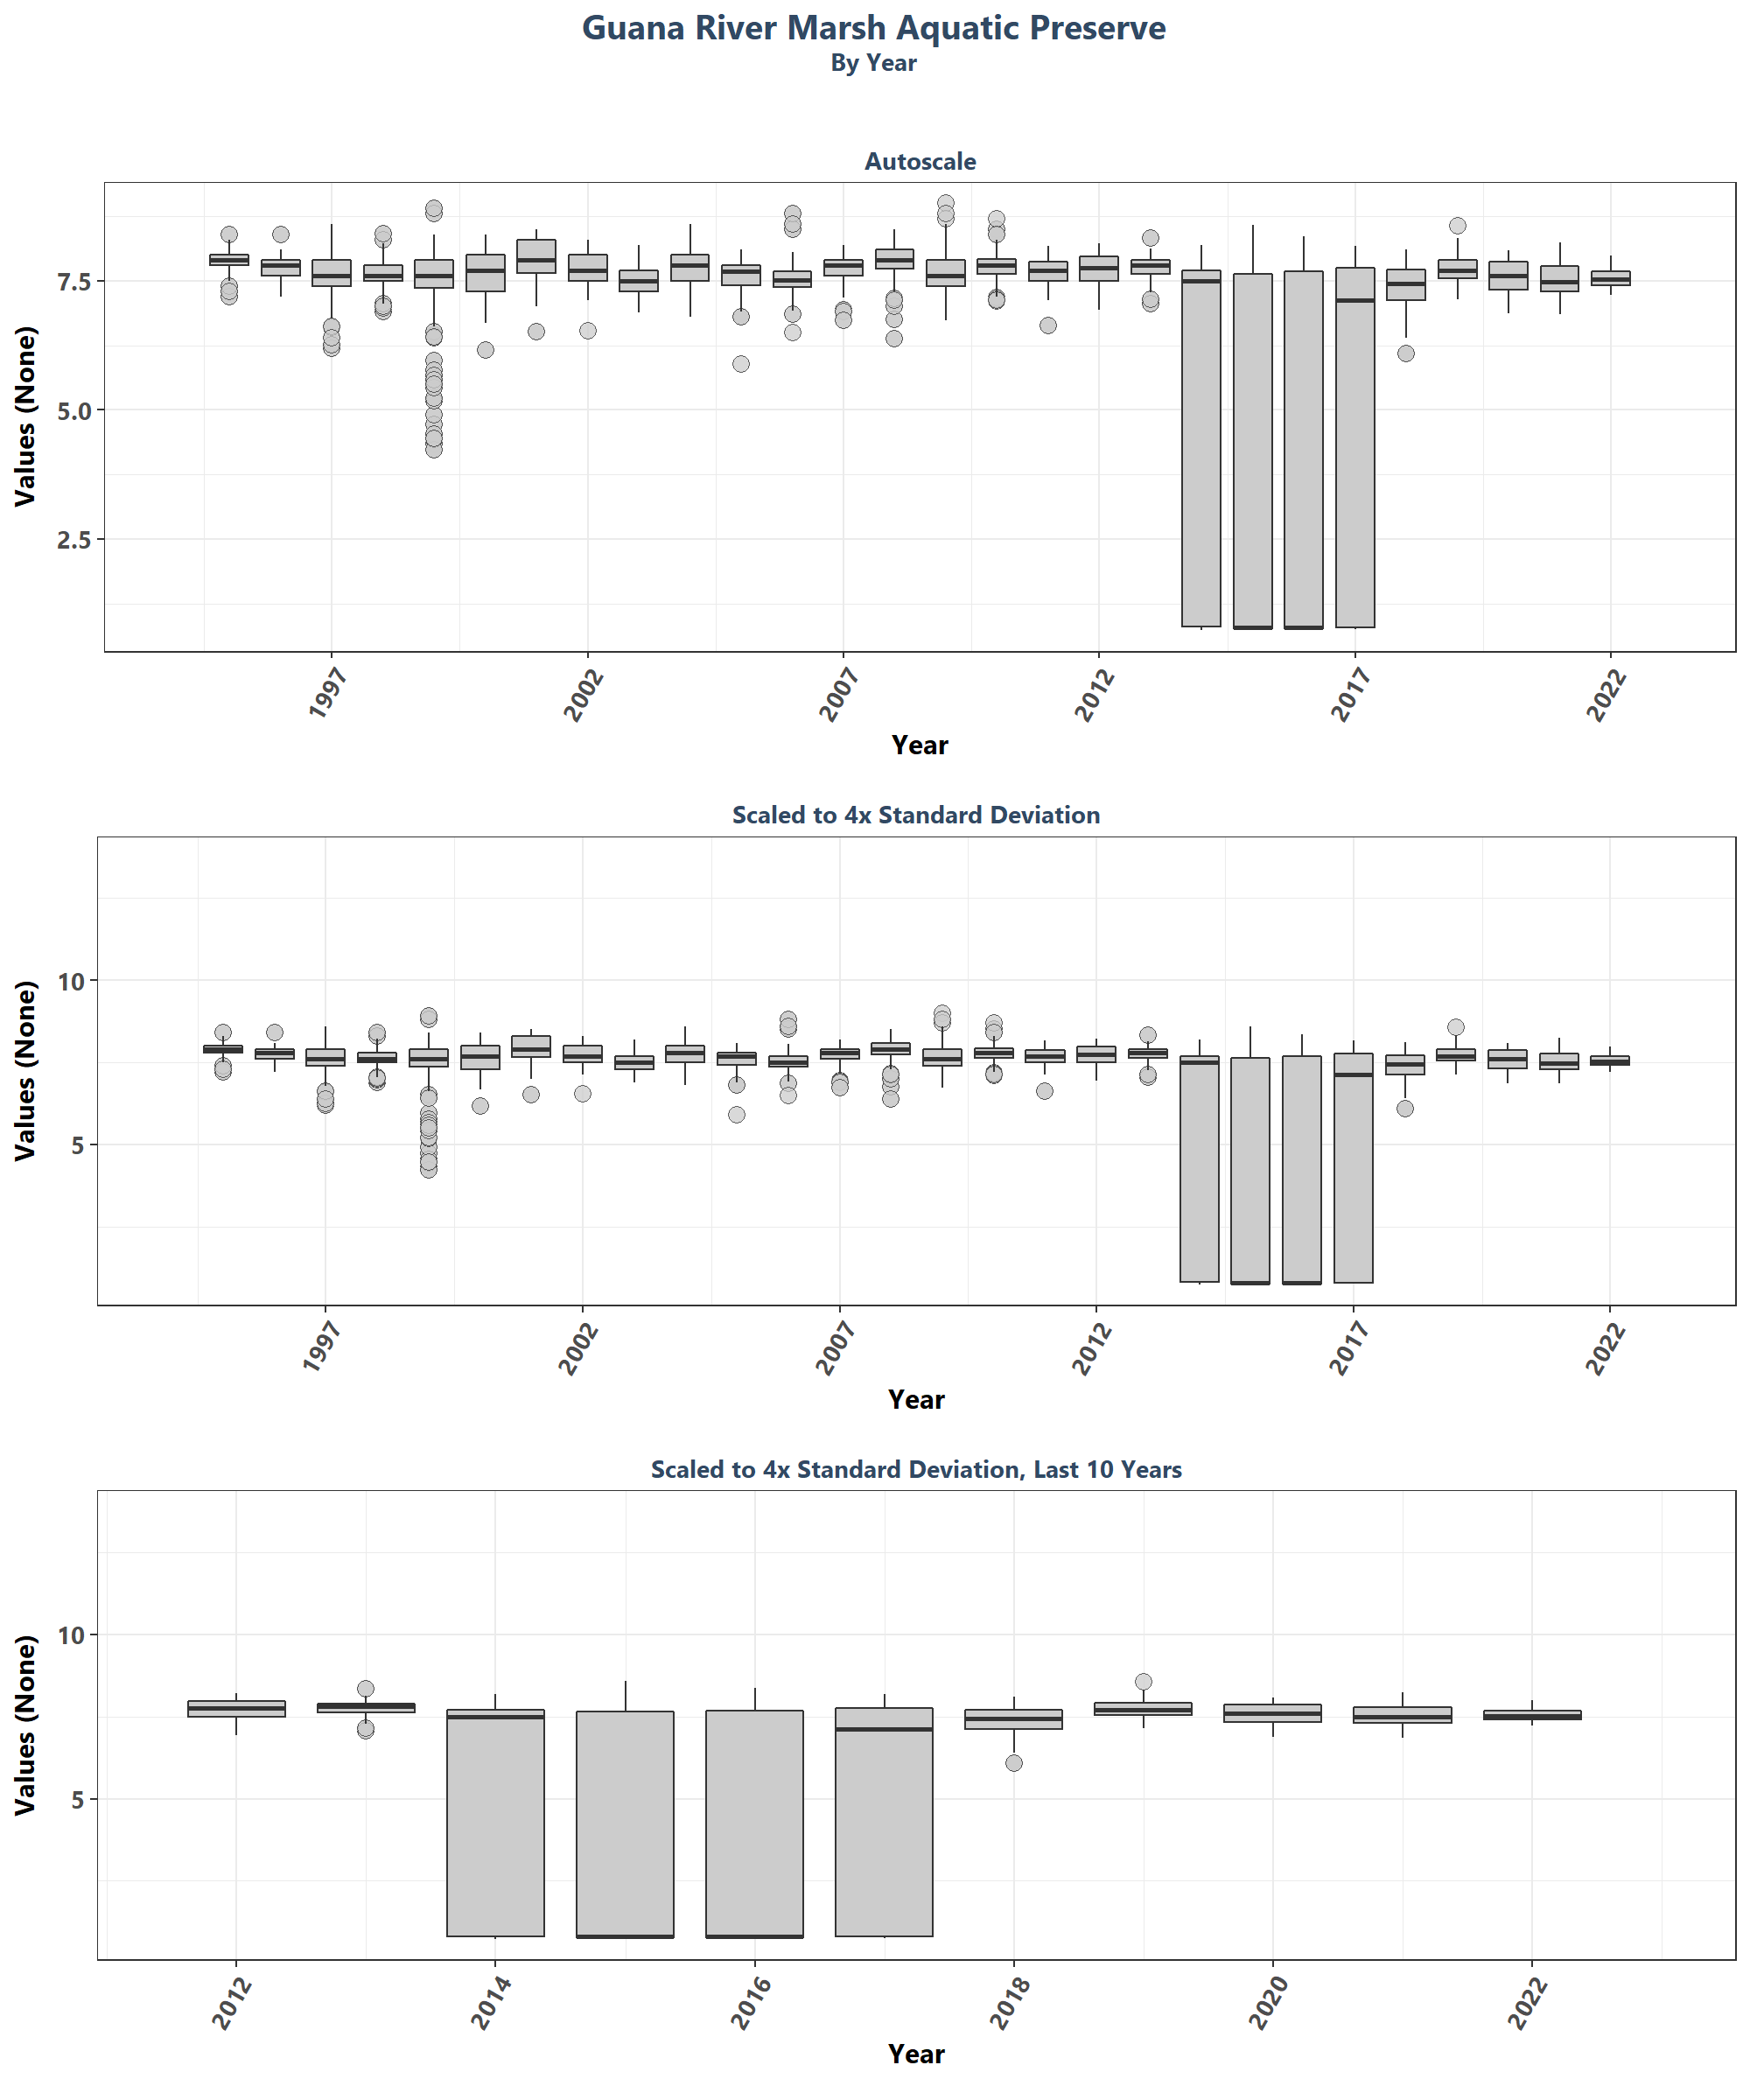 Guana River Marsh Aquatic Preserve
By Year
Autoscale
Values (None)
7.5
5.0
2.5
1997
2002
2007
2012
2017
2022
Year
Scaled to 4x Standard Deviation
Values (None)
10
5
1997
2002
2007
2012
2017
2022
Year
Scaled to 4x Standard Deviation, Last 10 Years
Values (None)
10
5
2012
2014
2016
2018
2020
2022
Year